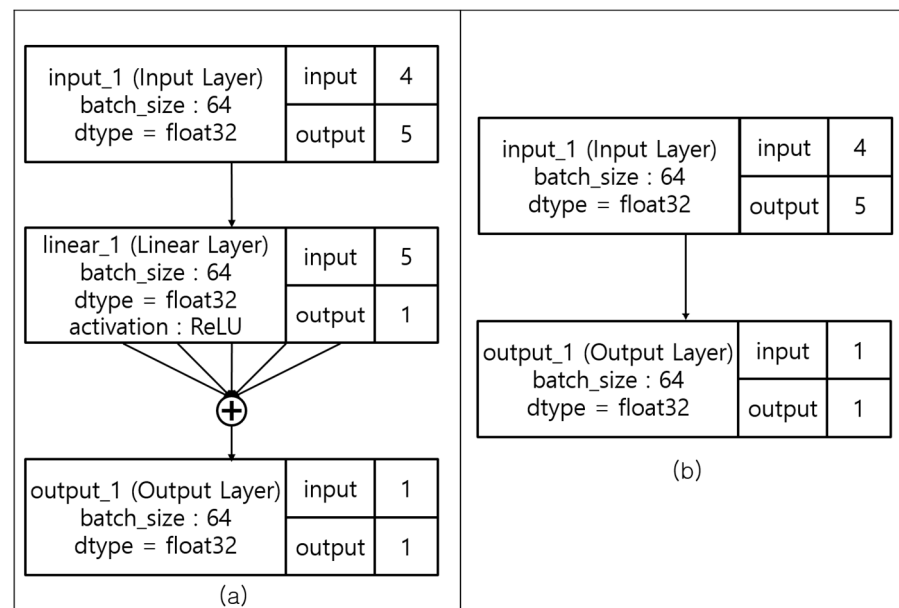 input_1 (Input Layer)
batch_size : 64
dtype = float32
input 4
output 5
linear_1 (Linear Layer)
batch_size : 64
dtype = float32
activation : ReLU
input 5
output 1
output_1 (Output Layer)
batch_size : 64
dtype = float32
input 1
output 1
(a)
input_1 (Input Layer)
batch_size : 64
dtype = float32
input 4
output 5
output_1 (Output Layer)
batch_size : 64
dtype = float32
input 1
output 1
(b)